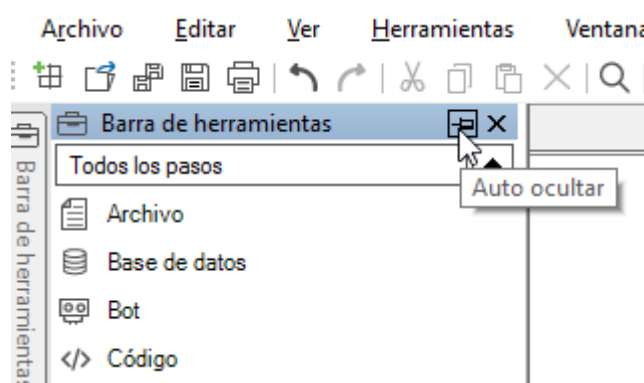 Archivo Editar Ver Herramientas Ventana
Barra de herramientas
Barra de herramientas
Todos los pasos
Auto ocultar
Archivo
Base de datos
Bot
Código